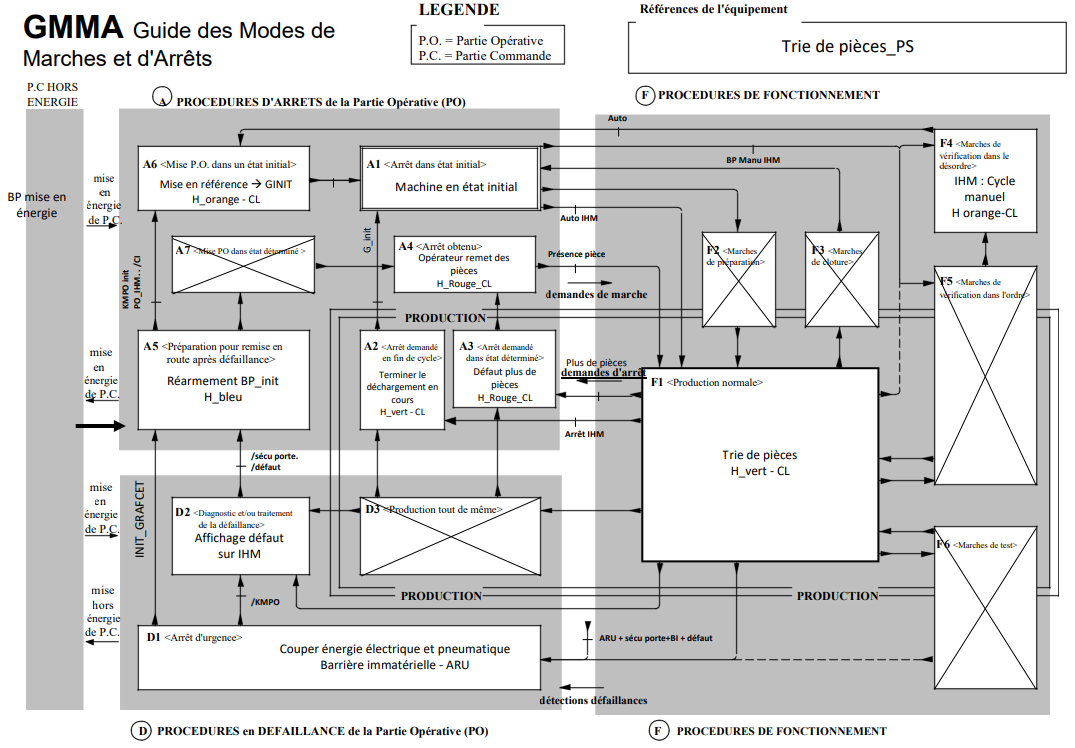 GMMA Guide des Modes de
Marches et d'Arrêts
LEGENDE
P.O. = Partie Opérative
P.C. = Partie Commande
Références de l'équipement
Trie de pièces_PS
P.C HORS
ENERGIE
A PROCEDURES D'ARRETS de la Partie Opérative (PO)
F PROCEDURES DE FONCTIONNEMENT
BP mise en
énergie
mise
en
énergie
de P.C.
A6 <Mise P.O. dans un état initial>
Mise en référence → GINIT
H_orange - CL
A1 <Arrêt dans état initial>
Machine en état initial
Auto
BP Manu IHM
Auto IHM
F4 <Marches de
vérification dans le
désordre>
IHM : Cycle
manuel
H orange-CL
KMPO init
PO_IHM. . /CI
A7 <Mise PO dans état déterminé>
G_init
A4 <Arrêt obtenu>
Opérateur remet des
pièces
H_Rouge_CL
Présence pièce
demandes de marche
F2 <Marches
de préparation>
F3 <Marches
de cloture>
F5 <Marches de
vérification dans l'ordre>
PRODUCTION
mise
en
énergie
de P.C.
A5 <Préparation pour remise en
route après défaillance>
Réarmement BP_init
H_bleu
A2 <Arrêt demandé
en fin de cycle>
Terminer le
déchargement en
cours
H_vert - CL
A3 <Arrêt demandé
dans état déterminé>
Défaut plus de
pièces
H_Rouge_CL
Plus de pièces
demandes d'arrêt
Arrêt IHM
F1 <Production normale>
Trie de pièces
H_vert - CL
/sécu porte.
/défaut
mise
en
énergie
de P.C.
INIT_GRAFCET
D2 <Diagnostic et/ou traitement
de la défaillance>
Affichage défaut
sur IHM
D3 <Production tout de même>
F6 <Marches de test>
mise
hors
énergie
de P.C.
/KMPO
PRODUCTION
PRODUCTION
D1 <Arrêt d'urgence>
Couper énergie électrique et pneumatique
Barrière immatérielle - ARU
ARU + sécu porte+BI + défaut
détections défaillances
D PROCEDURES en DEFAILLANCE de la Partie Opérative (PO)
F PROCEDURES DE FONCTIONNEMENT